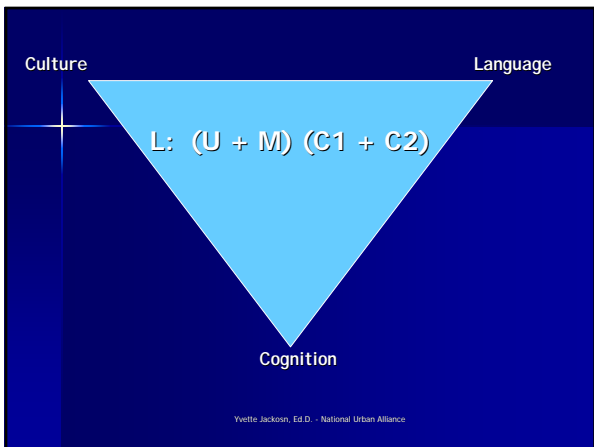 Culture
Language
L: (U + M) (C1 + C2)
Cognition
Yvette Jackosn, Ed.D. - National Urban Alliance